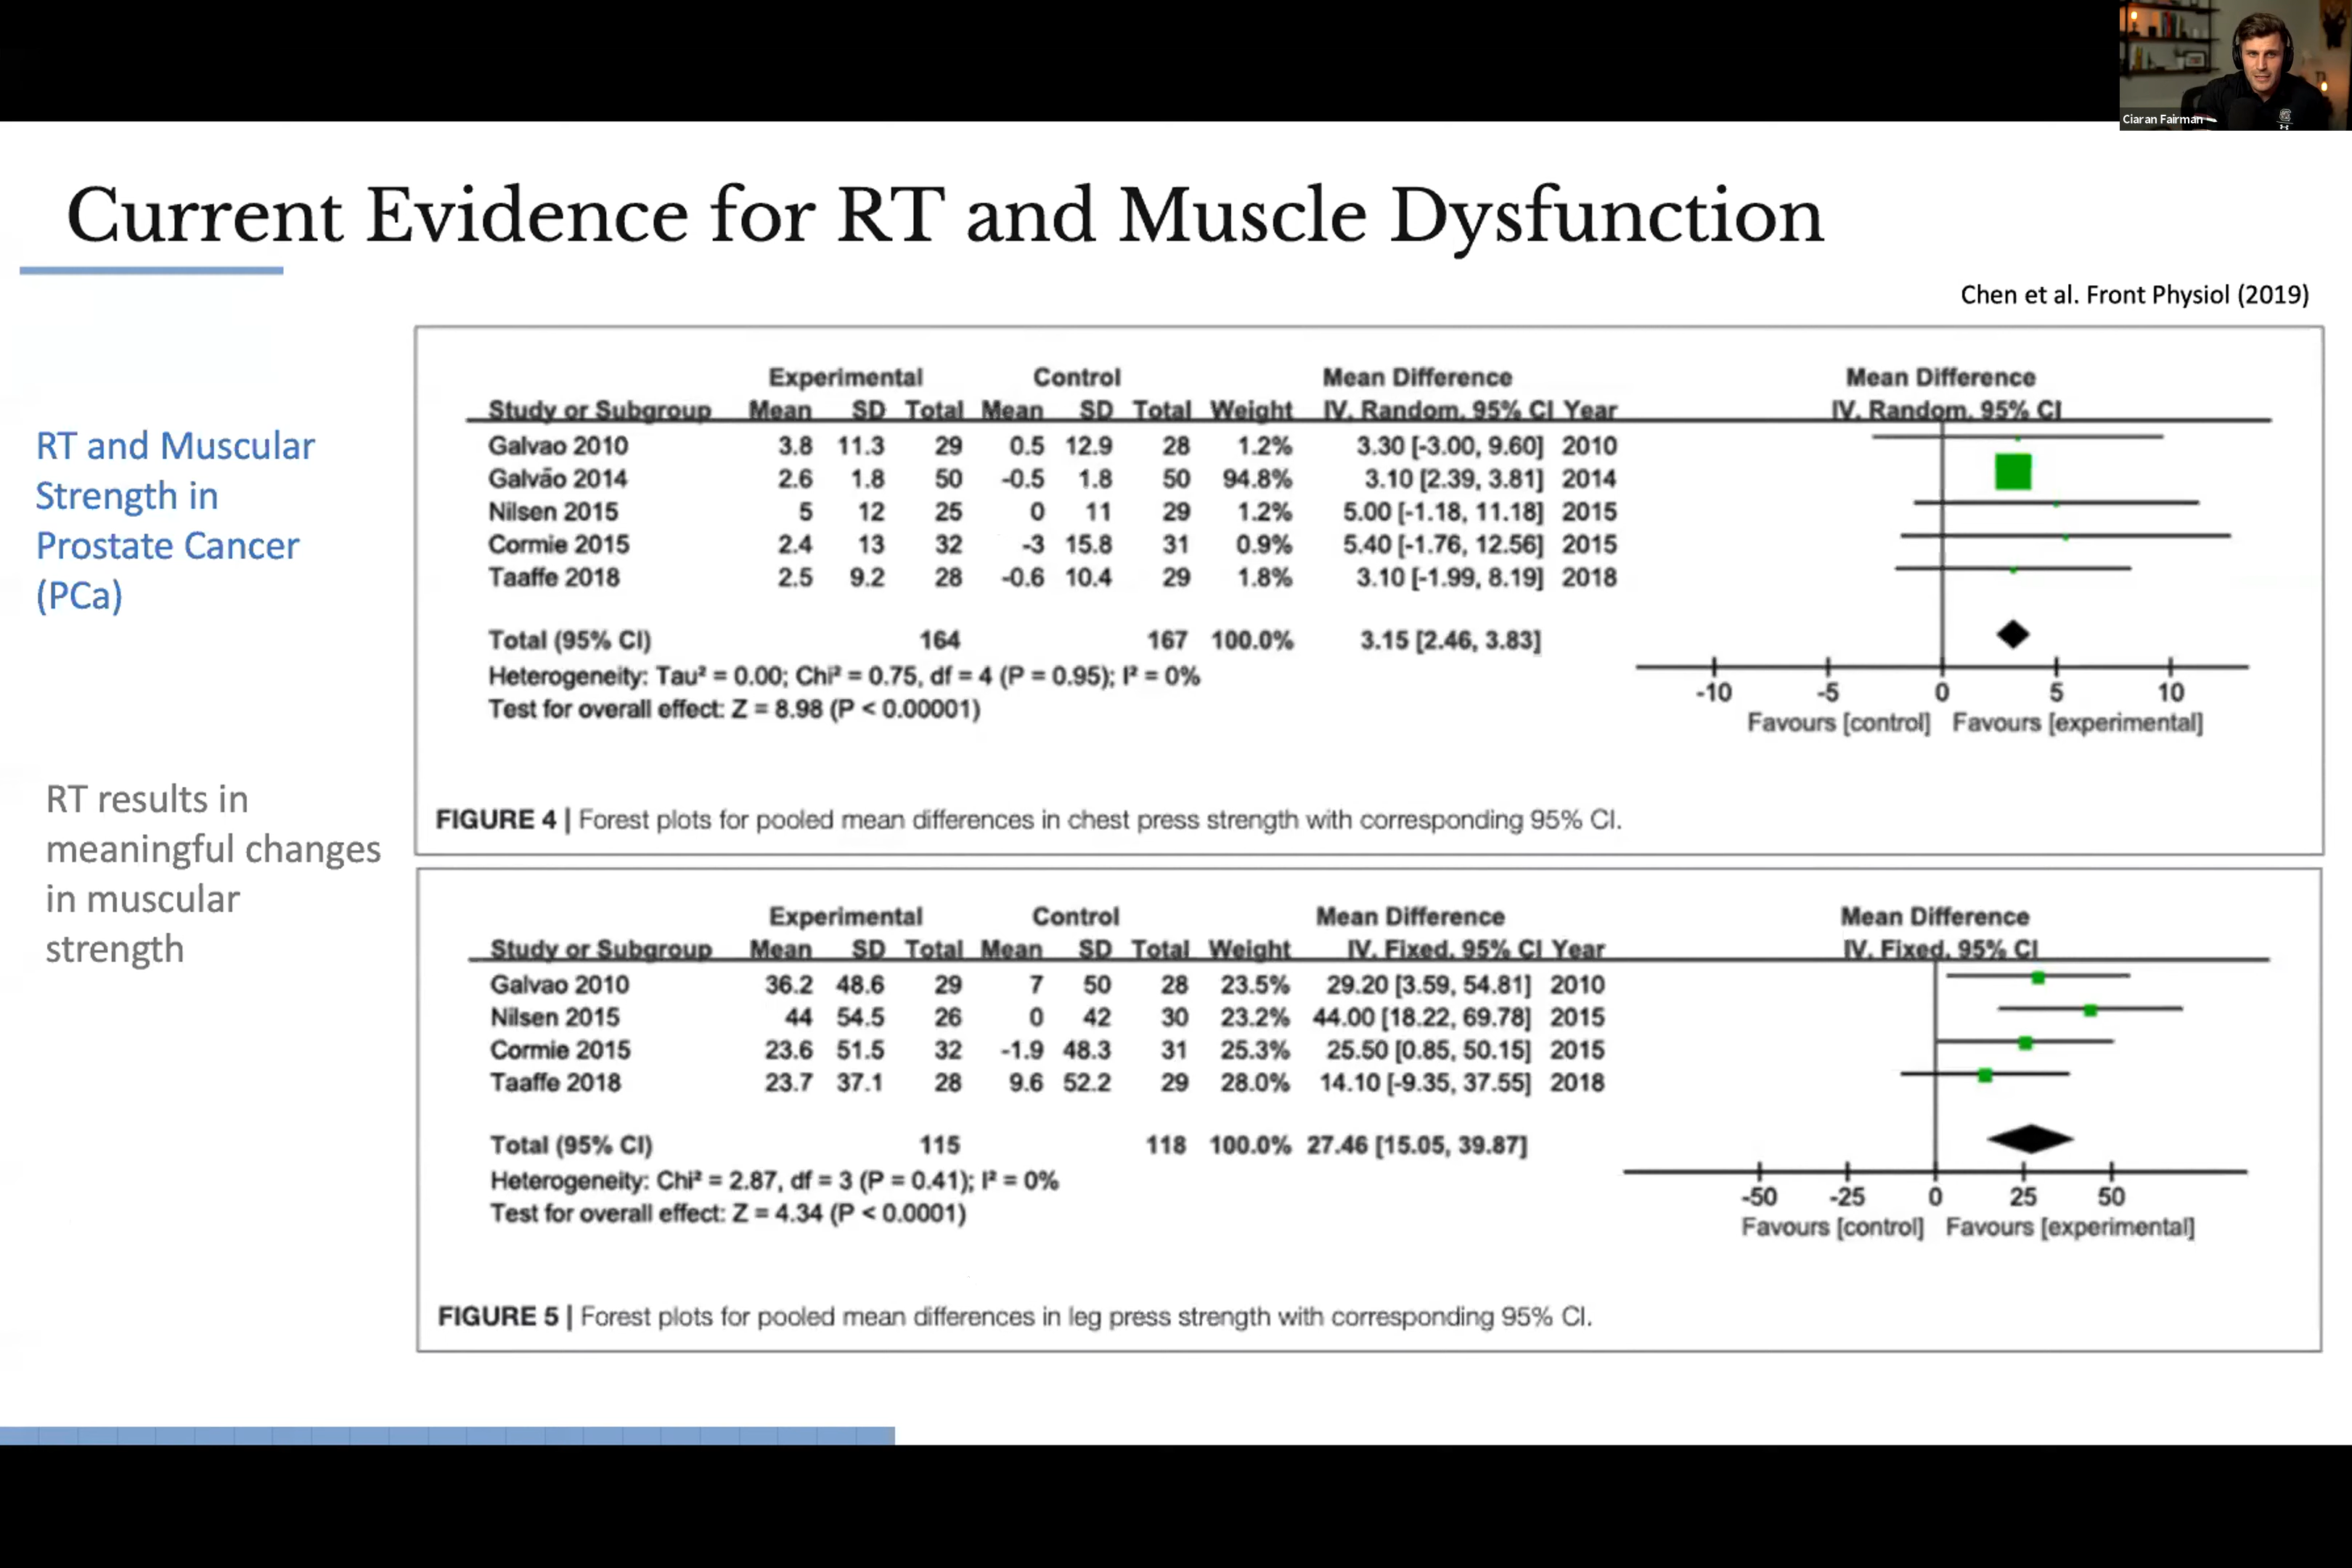 Ciaran Fairman
Current Evidence for RT and Muscle Dysfunction
Chen et al. Front Physiol (2019)
RT and Muscular
Strength in
Prostate Cancer
(PCa)
RT results in
meaningful changes
in muscular
strength
Experimental Control Mean Difference Mean Difference
Study or Subgroup Mean SD Total Mean SD Total Weight IV, Random, 95% CI Year IV, Random, 95% CI
Galvao 2010 3.8 11.3 29 0.5 12.9 28 1.2% 3.30 [-3.00, 9.60] 2010
Galvão 2014 2.6 1.8 50 -0.5 1.8 50 94.8% 3.10 [2.39, 3.81] 2014
Nilsen 2015 5 12 25 0 11 29 1.2% 5.00 [-1.18, 11.18] 2015
Cormie 2015 2.4 13 32 -3 15.8 31 0.9% 5.40 [-1.76, 12.56] 2015
Taaffe 2018 2.5 9.2 28 -0.6 10.4 29 1.8% 3.10 [-1.99, 8.19] 2018
Total (95% CI) 164 167 100.0% 3.15 [2.46, 3.83]
Heterogeneity: Tau² = 0.00; Chi² = 0.75, df = 4 (P = 0.95); I² = 0%
Test for overall effect: Z = 8.98 (P < 0.00001)
-10 -5 0 5 10
Favours [control] Favours [experimental]
FIGURE 4 | Forest plots for pooled mean differences in chest press strength with corresponding 95% CI.
Experimental Control Mean Difference Mean Difference
Study or Subgroup Mean SD Total Mean SD Total Weight IV, Fixed, 95% CI Year IV, Fixed, 95% CI
Galvao 2010 36.2 48.6 29 7 50 28 23.5% 29.20 [3.59, 54.81] 2010
Nilsen 2015 44 54.5 26 0 42 30 23.2% 44.00 [18.22, 69.78] 2015
Cormie 2015 23.6 51.5 32 -1.9 48.3 31 25.3% 25.50 [0.85, 50.15] 2015
Taaffe 2018 23.7 37.1 28 9.6 52.2 29 28.0% 14.10 [-9.35, 37.55] 2018
Total (95% CI) 115 118 100.0% 27.46 [15.05, 39.87]
Heterogeneity: Chi² = 2.87, df = 3 (P = 0.41); I² = 0%
Test for overall effect: Z = 4.34 (P < 0.0001)
-50 -25 0 25 50
Favours [control] Favours [experimental]
FIGURE 5 | Forest plots for pooled mean differences in leg press strength with corresponding 95% CI.